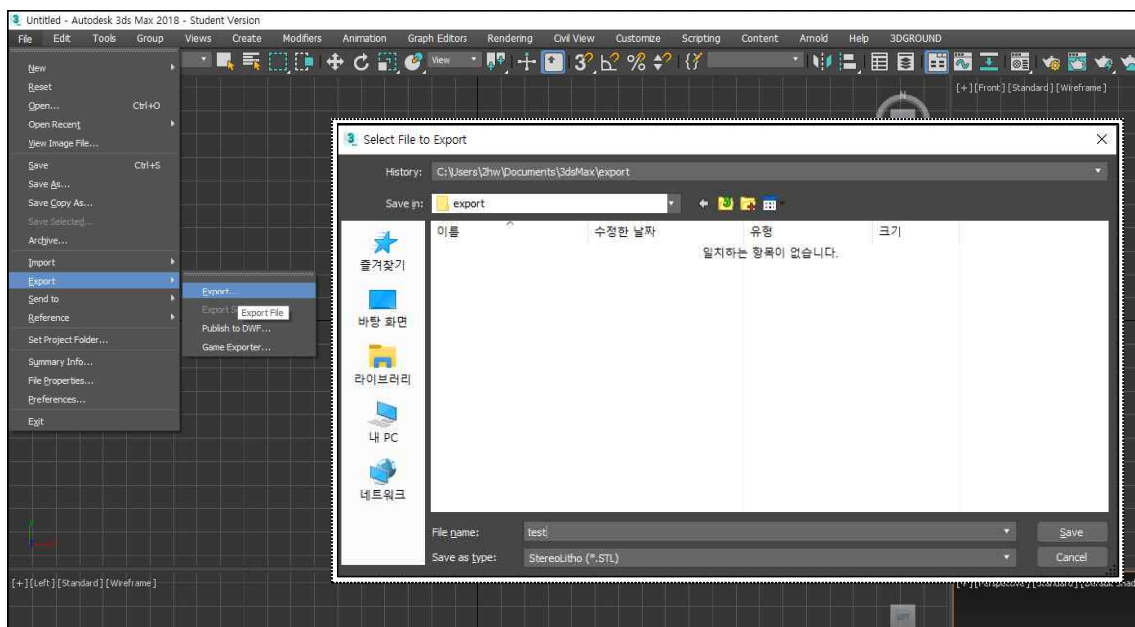 Untitled - Autodesk 3ds Max 2018 - Student Version
File Edit Tools Group Views Create Modifiers Animation Graph Editors Rendering Civil View Customize Scripting Content Arnold Help 3DGROUND
View
New
Reset
Open... Ctrl+O
Open Recent
View Image File...
Save Ctrl+S
Save As...
Save Copy As...
Save Selected...
Archive...
Import
Export
Send to
Reference
Set Project Folder...
Summary Info...
File Properties...
Preferences...
Exit
Export...
Export
Export File
Publish to DWF...
Game Exporter...
[+][Front][Standard][Wireframe]
N
Select File to Export
History: C:\Users\2hw\Documents\3dsMax\export
Save in: export
이름 수정한 날짜 유형 크기
일치하는 항목이 없습니다.
즐겨찾기
바탕 화면
라이브러리
내 PC
네트워크
File name: test
Save
Save as type: StereoLitho (*.STL)
Cancel
[+][Left][Standard][Wireframe]